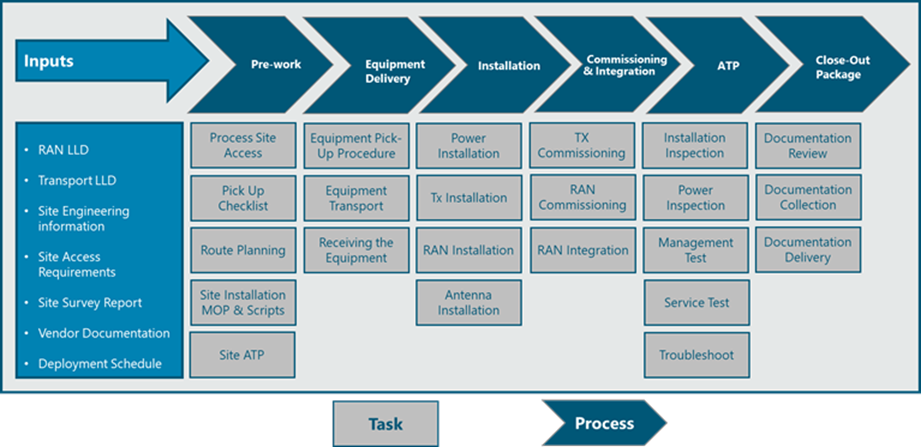 Inputs
Pre-work
Equipment
Delivery
Installation
Commissioning
& Integration
ATP
Close-Out
Package
• RAN LLD
• Transport LLD
• Site Engineering
information
• Site Access
Requirements
• Site Survey Report
• Vendor Documentation
• Deployment Schedule
Process Site
Access
Pick Up
Checklist
Route Planning
Site Installation
MOP & Scripts
Site ATP
Equipment Pick-
Up Procedure
Equipment
Transport
Receiving the
Equipment
Power
Installation
Tx Installation
RAN Installation
Antenna
Installation
TX
Commissioning
RAN
Commissioning
RAN Integration
Installation
Inspection
Power
Inspection
Management
Test
Service Test
Troubleshoot
Documentation
Review
Documentation
Collection
Documentation
Delivery
Task
Process